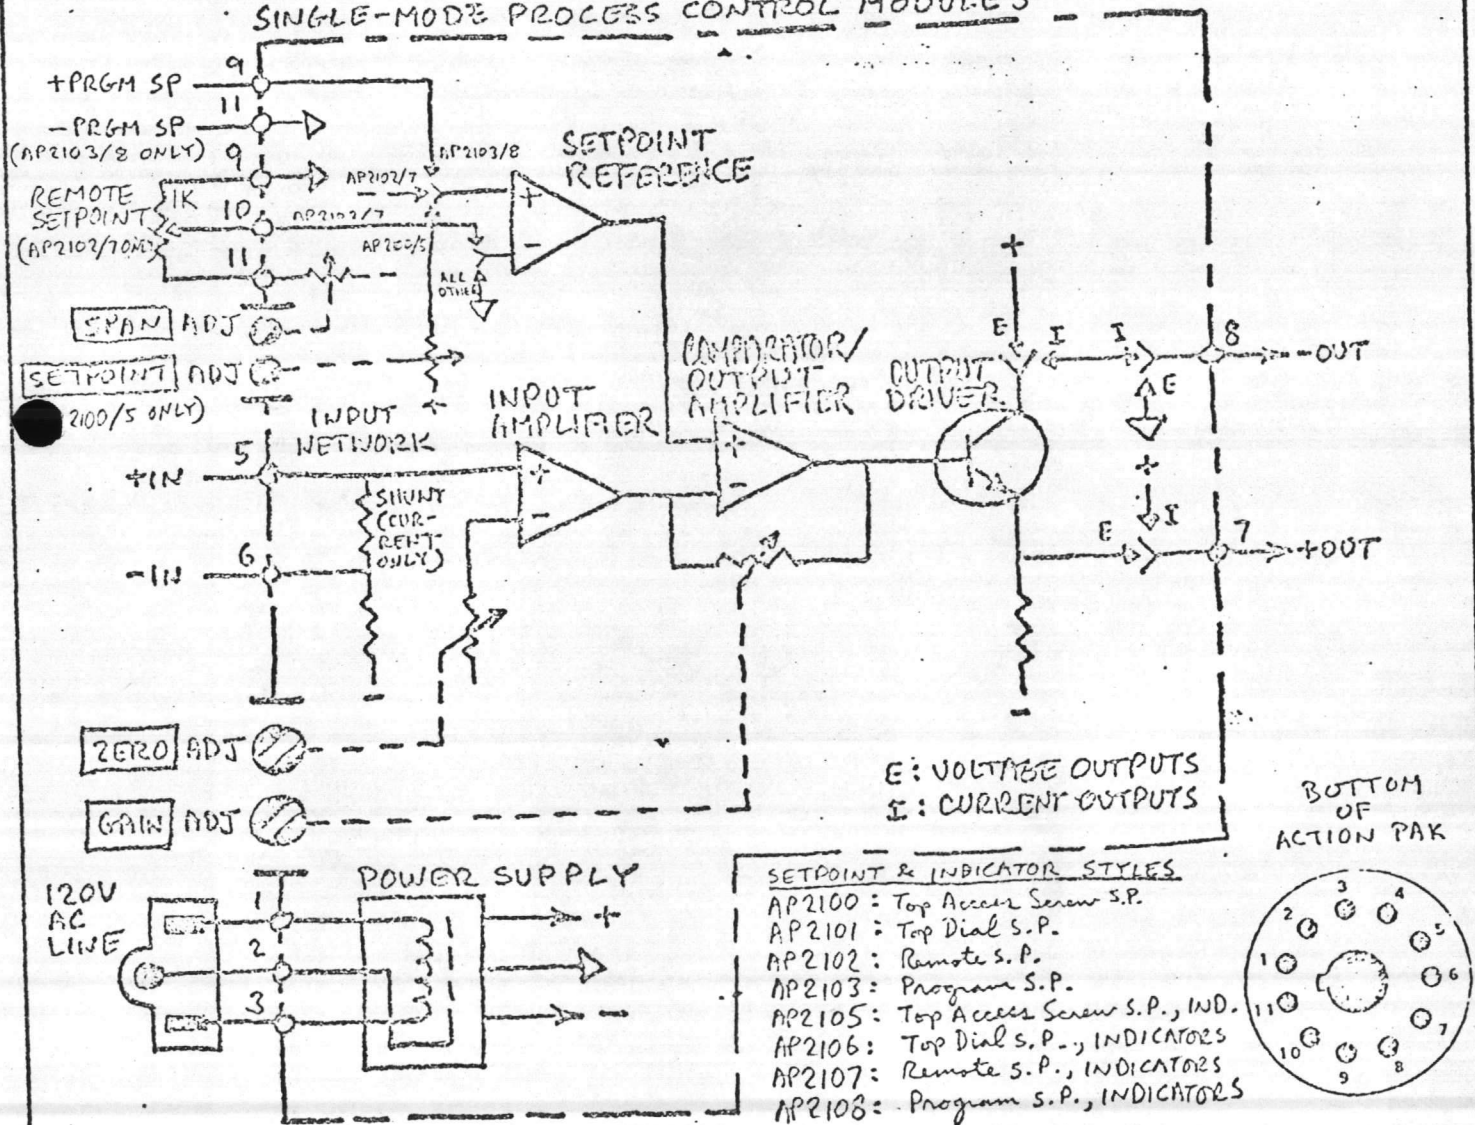 SINGLE-MODE PROCESS CONTROL MODULES
+PRGM SP
9
11
-PRGM SP
(AP2103/8 ONLY)
9
REMOTE
SETPOINT
1K
10
11
AP2103/8
AP2102/7
AP2102/7
ALL
OTHER
SETPOINT
REFERENCE
+
-
SPAN ADJ
SETPOINT ADJ
2100/5 ONLY)
INPUT
NETWORK
INPUT
AMPLIFIER
OUTPUT
AMPLIFIER
OUTPUT
DRIVER
+
E
I
I
8
-OUT
E
+
I
E
7
+OUT
5
+IN
SHUNT
(CUR-
RENT
ONLY)
6
-IN
+
+
-
-
-
-
ZERO ADJ
GAIN ADJ
E: VOLTAGE OUTPUTS
I: CURRENT OUTPUTS
120V
AC
LINE
1
2
3
POWER SUPPLY
+
-
SETPOINT & INDICATOR STYLES
AP2100: Top Access Screw S.P.
AP2101: Top Dial S.P.
AP2102: Remote S.P.
AP2103: Program S.P.
AP2105: Top Access Screw S.P., IND.
AP2106: Top Dial S.P., INDICATORS
AP2107: Remote S.P., INDICATORS
AP2108: Program S.P., INDICATORS
BOTTOM
OF
ACTION PAK
1
2
3
4
5
6
7
8
9
10
11